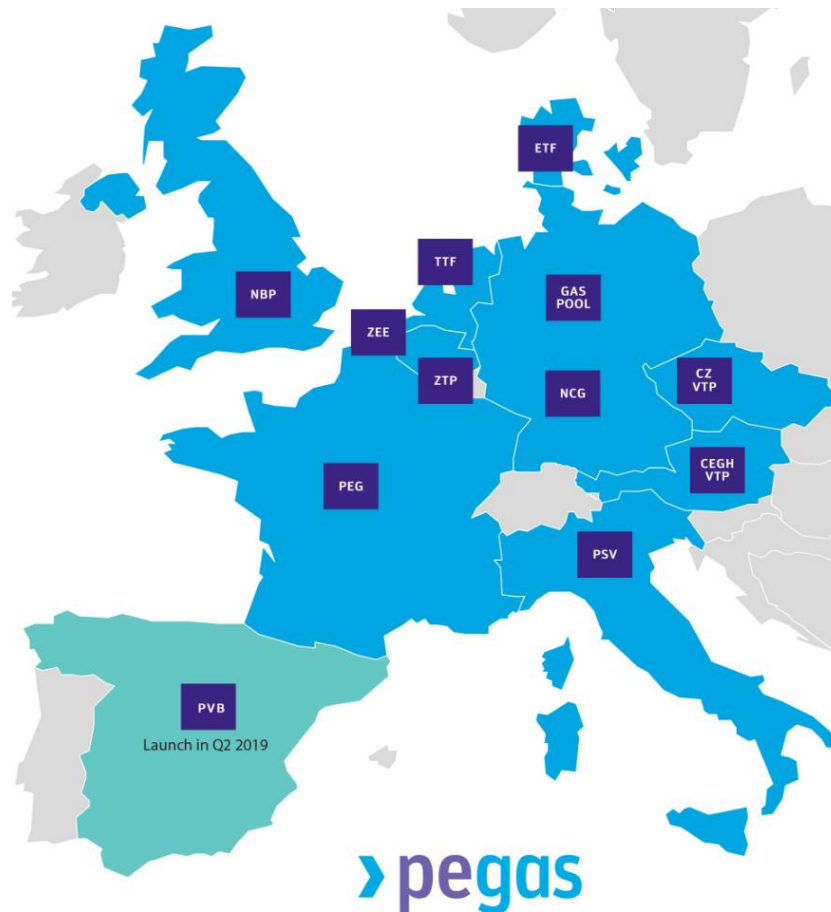 ETF
TTF
NBP
GAS
POOL
ZEE
ZTP
NCG
CZ
VTP
CEGH
VTP
PEG
PSV
PVB
Launch in Q2 2019
pegas